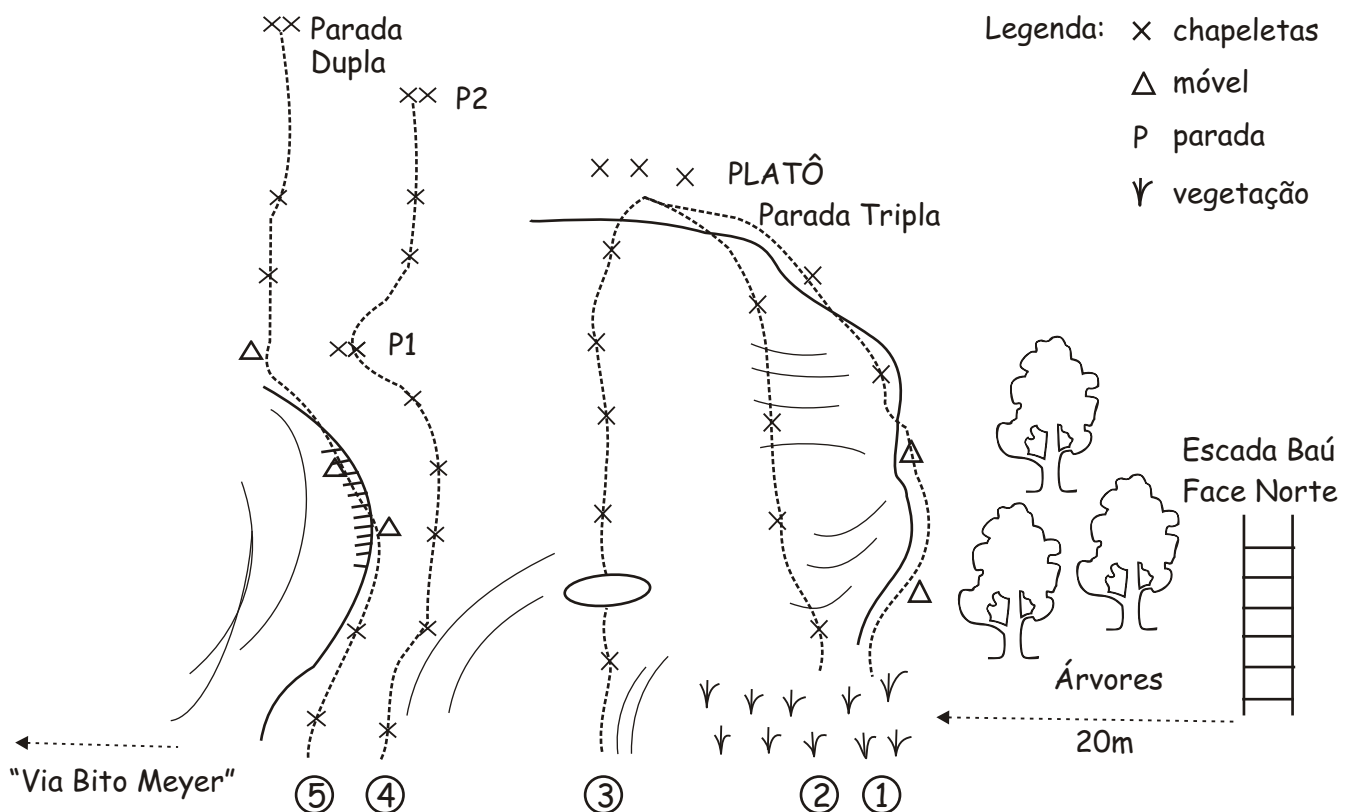 Parada
Dupla
P2
P1
PLATÔ
Parada Tripla
Legenda:
chapeletas
móvel
P parada
vegetação
Escada Baú
Face Norte
Árvores
20m
"Via Bito Meyer"
5
4
3
2
1